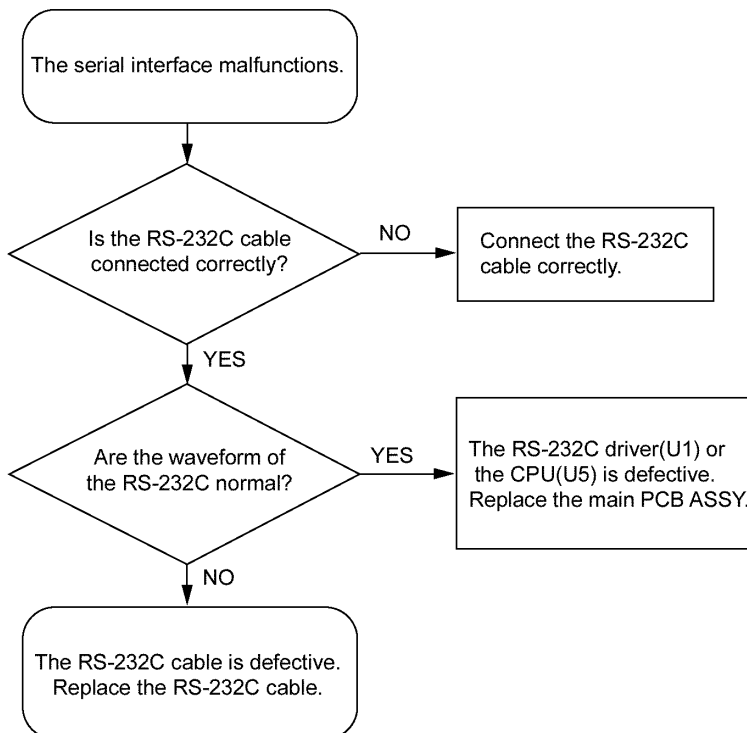 The serial interface malfunctions.
Is the RS-232C cable
connected correctly?
NO
Connect the RS-232C
cable correctly.
YES
Are the waveform of
the RS-232C normal?
YES
The RS-232C driver(U1) or
the CPU(U5) is defective.
Replace the main PCB ASSY.
NO
The RS-232C cable is defective.
Replace the RS-232C cable.